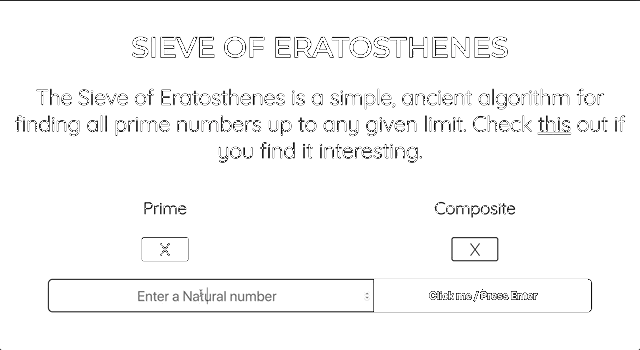 SIEVE OF ERATOSTHENES
The Sieve of Eratosthenes is a simple, ancient algorithm for
finding all prime numbers up to any given limit. Check this out if
you find it interesting.
Prime Composite
X X
Enter a Natural number Click me / Press Enter